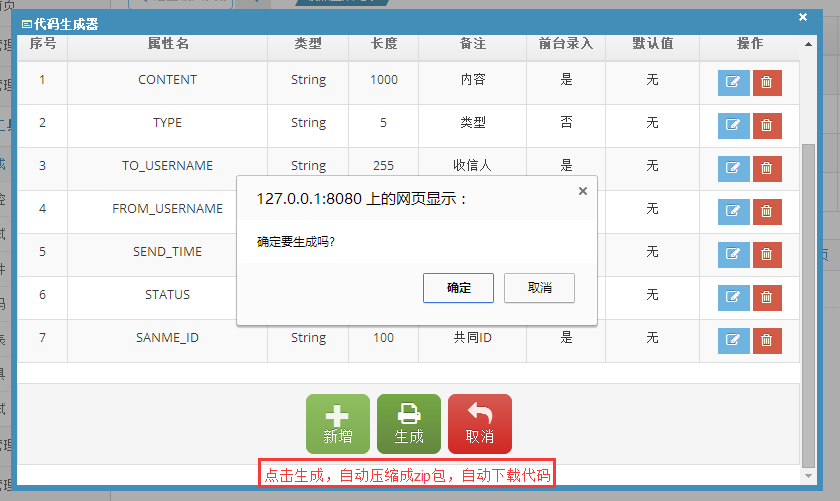 代码生成器
序号 属性名 类型 长度 备注 前台录入 默认值 操作
1 CONTENT String 1000 内容 是 无
2 TYPE String 5 类型 否 无
3 TO_USERNAME String 255 收信人 是 无
4 FROM_USERNAME 无
5 SEND_TIME 无
6 STATUS 无
7 SANME_ID String 100 共同ID 是 无
127.0.0.1:8080 上的网页显示：
确定要生成吗?
确定 取消
新增 生成 取消
点击生成，自动压缩成zip包，自动下载代码